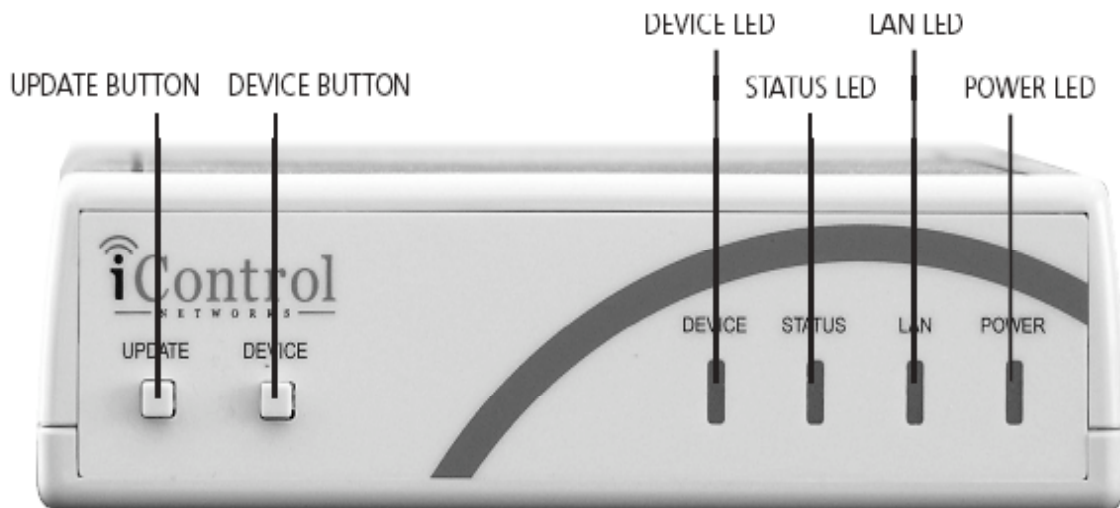 DEVICE LED LAN LED
UPDATE BUTTON DEVICE BUTTON STATUS LED POWER LED
iControl
NETWORKS
UPDATE DEVICE
DEVICE STATUS LAN POWER